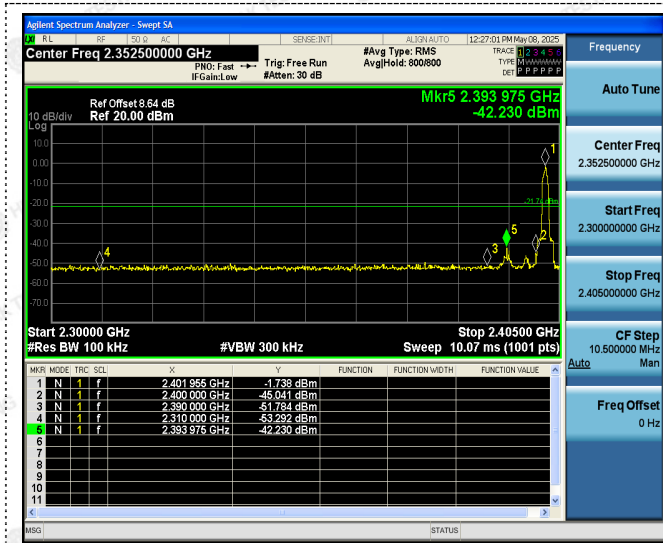 Agilent Spectrum Analyzer - Swept SA
RL RF 50 Ω AC SENSE:INT ALIGN AUTO 12:27:01 PM May 08, 2025
Center Freq 2.352500000 GHz
PNO: Fast
IFGain:Low
Trig: Free Run
#Atten: 30 dB
#Avg Type: RMS
Avg|Hold: 800/800
TRACE 1 2 3 4 5 6
TYPE M WWWWW
DET P P P P P P
Frequency
Ref Offset 8.64 dB
Ref 20.00 dBm
Mkr5 2.393 975 GHz
-42.230 dBm
10 dB/div
Log
10.0
0.00
-10.0
-20.0
-30.0
-40.0
-50.0
-60.0
-70.0
1
2
3
4
5
Start 2.30000 GHz
Stop 2.40500 GHz
#Res BW 100 kHz
#VBW 300 kHz
Sweep 10.07 ms (1001 pts)
MKR MODE TRC SCL X Y FUNCTION FUNCTION WIDTH FUNCTION VALUE
1 N 1 f 2.401 955 GHz -1.738 dBm
2 N 1 f 2.400 000 GHz -45.041 dBm
3 N 1 f 2.390 000 GHz -51.784 dBm
4 N 1 f 2.310 000 GHz -53.292 dBm
5 N 1 f 2.393 975 GHz -42.230 dBm
6
7
8
9
10
11
MSG
STATUS
Auto Tune
Center Freq
2.352500000 GHz
Start Freq
2.300000000 GHz
Stop Freq
2.405000000 GHz
CF Step
10.500000 MHz
Auto Man
Freq Offset
0 Hz